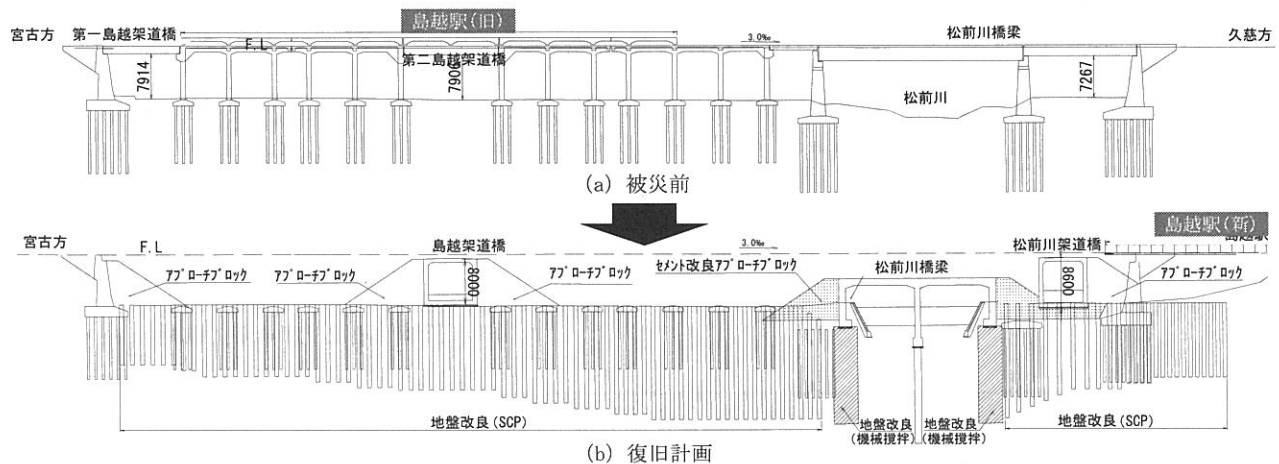 島越駅(旧)
宮古方
第一島越架道橋
F.L
3.0‰
松前川橋梁
久慈方
第二島越架道橋
7914
7906
7267
松前川
(a) 被災前
島越駅(新)
宮古方
F.L
島越架道橋
3.0‰
松前川架道橋
アプローチブロック
アプローチブロック
アプローチブロック
セメント改良アプローチブロック
松前川橋梁
アプローチブロック
8000
8600
地盤改良(SCP)
地盤改良
(機械撹拌)
地盤改良
(機械撹拌)
地盤改良(SCP)
(b) 復旧計画